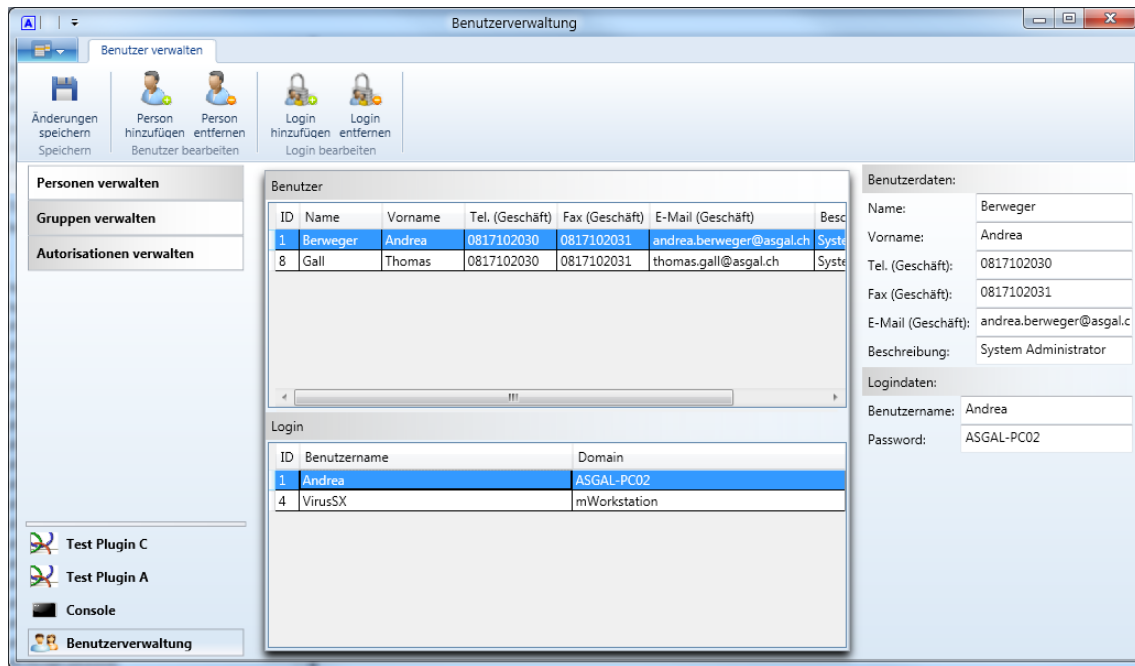 A
Benutzerverwaltung
Benutzer verwalten
Änderungen speichern
Person hinzufügen
Person entfernen
Login hinzufügen
Login entfernen
Speichern
Benutzer bearbeiten
Login bearbeiten
Personen verwalten
Gruppen verwalten
Autorisationen verwalten
Test Plugin C
Test Plugin A
Console
Benutzerverwaltung
Benutzer
ID Name Vorname Tel. (Geschäft) Fax (Geschäft) E-Mail (Geschäft) Besc
1 Berweger Andrea 0817102030 0817102031 andrea.berweger@asgal.ch Syste
8 Gall Thomas 0817102030 0817102031 thomas.gall@asgal.ch Syste
Login
ID Benutzername Domain
1 Andrea ASGAL-PC02
4 VirusSX mWorkstation
Benutzerdaten:
Name: Berweger
Vorname: Andrea
Tel. (Geschäft): 0817102030
Fax (Geschäft): 0817102031
E-Mail (Geschäft): andrea.berweger@asgal.c
Beschreibung: System Administrator
Logindaten:
Benutzername: Andrea
Password: ASGAL-PC02